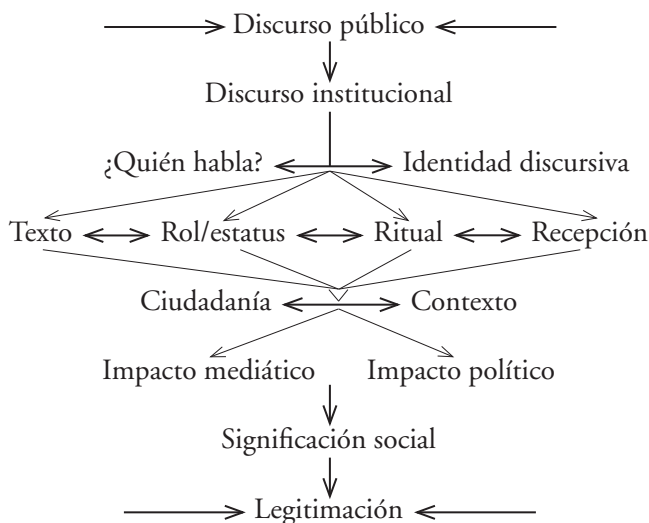 Discurso público
Discurso institucional
¿Quién habla? Identidad discursiva
Texto Rol/estatus Ritual Recepción
Ciudadanía Contexto
Impacto mediático Impacto político
Significación social
Legitimación